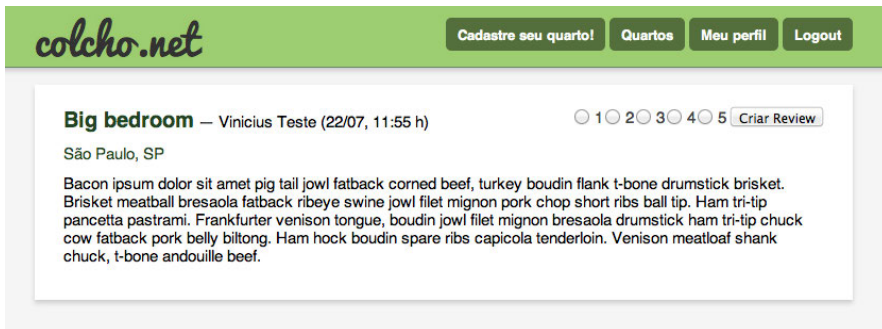 colcho.net
Cadastre seu quarto! Quartos Meu perfil Logout
Big bedroom — Vinicius Teste (22/07, 11:55 h) 1 2 3 4 5 Criar Review
São Paulo, SP
Bacon ipsum dolor sit amet pig tail jowl fatback corned beef, turkey boudin flank t-bone drumstick brisket.
Brisket meatball bresaola fatback ribeye swine jowl filet mignon pork chop short ribs ball tip. Ham tri-tip
pancetta pastrami. Frankfurter venison tongue, boudin jowl filet mignon bresaola drumstick ham tri-tip chuck
cow fatback pork belly biltong. Ham hock boudin spare ribs capicola tenderloin. Venison meatloaf shank
chuck, t-bone andouille beef.